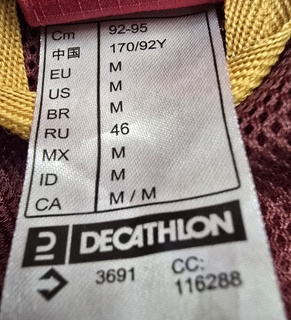 Cm 92-95
中国 170/92Y
EU M
US M
BR M
RU 46
MX M
ID M
CA M / M
DECATHLON
3691 CC:
116288